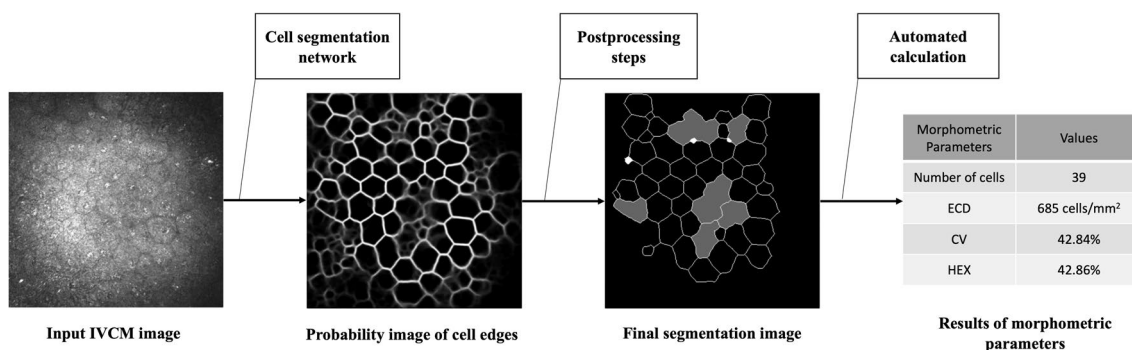 Cell segmentation
network
Postprocessing
steps
Automated
calculation
Morphometric
Parameters
Values
Number of cells
39
ECD
685 cells/mm²
CV
42.84%
HEX
42.86%
Input IVCM image
Probability image of cell edges
Final segmentation image
Results of morphometric
parameters